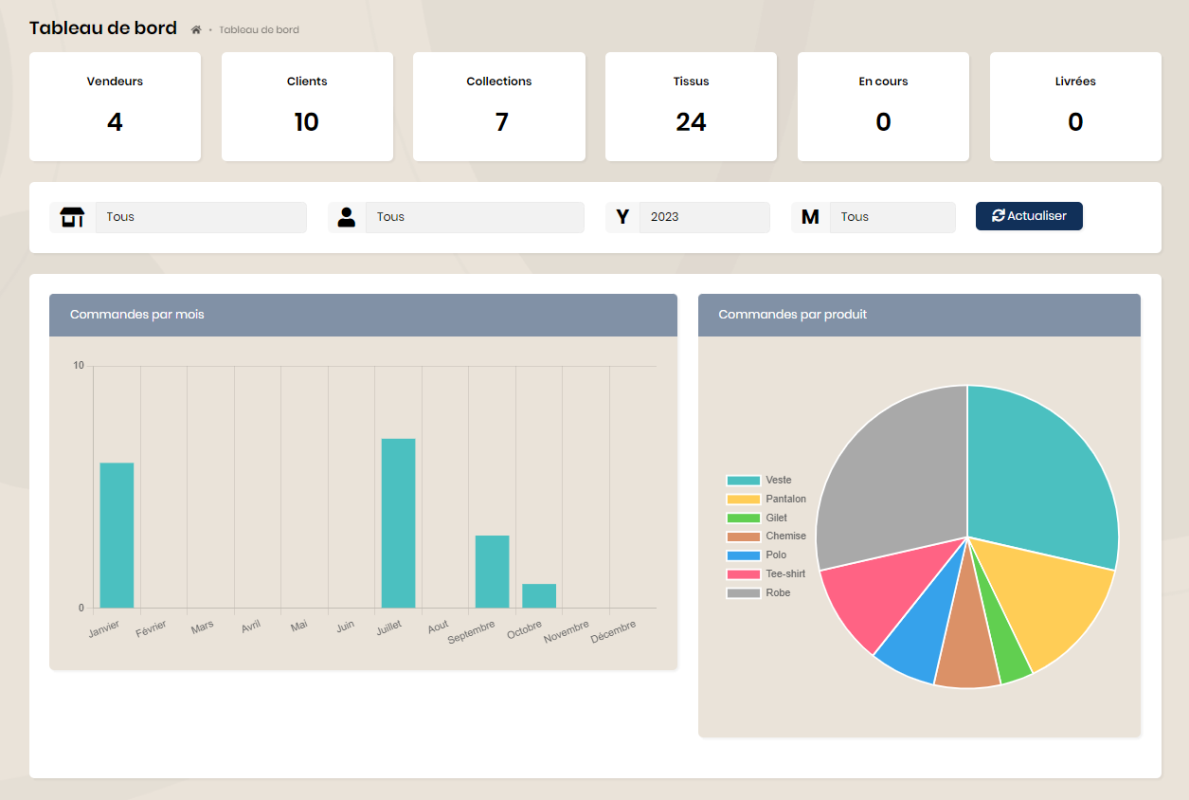 Tableau de bord • Tableau de bord
Vendeurs
4
Clients
10
Collections
7
Tissus
24
En cours
0
Livrées
0
Tous
Tous
Y 2023
M Tous
Actualiser
Commandes par mois
10
0
Janvier
Février
Mars
Avril
Mai
Juin
Juillet
Aout
Septembre
Octobre
Novembre
Décembre
Commandes par produit
Veste
Pantalon
Gilet
Chemise
Polo
Tee-shirt
Robe